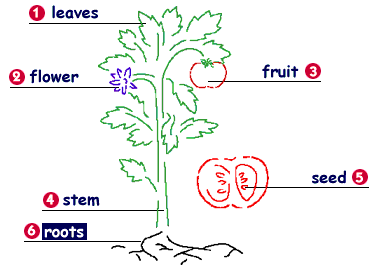 1 leaves
2 flower
fruit 3
seed 5
4 stem
6 roots